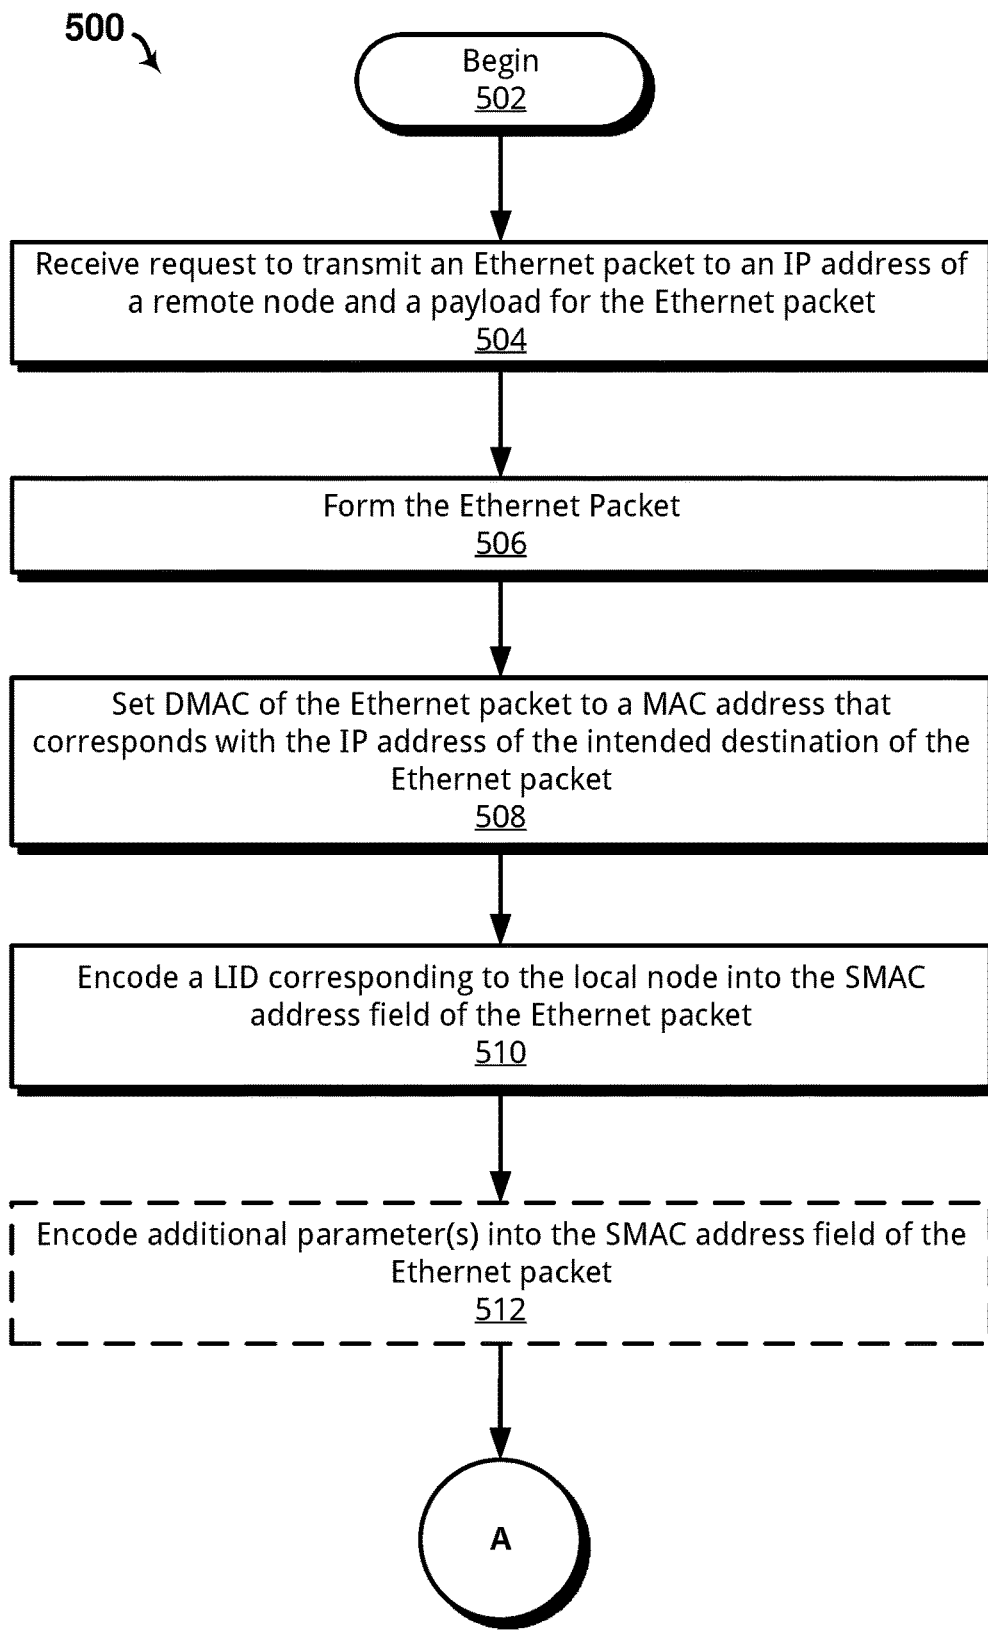 500
Begin
502
Receive request to transmit an Ethernet packet to an IP address of
a remote node and a payload for the Ethernet packet
504
Form the Ethernet Packet
506
Set DMAC of the Ethernet packet to a MAC address that
corresponds with the IP address of the intended destination of the
Ethernet packet
508
Encode a LID corresponding to the local node into the SMAC
address field of the Ethernet packet
510
Encode additional parameter(s) into the SMAC address field of the
Ethernet packet
512
A